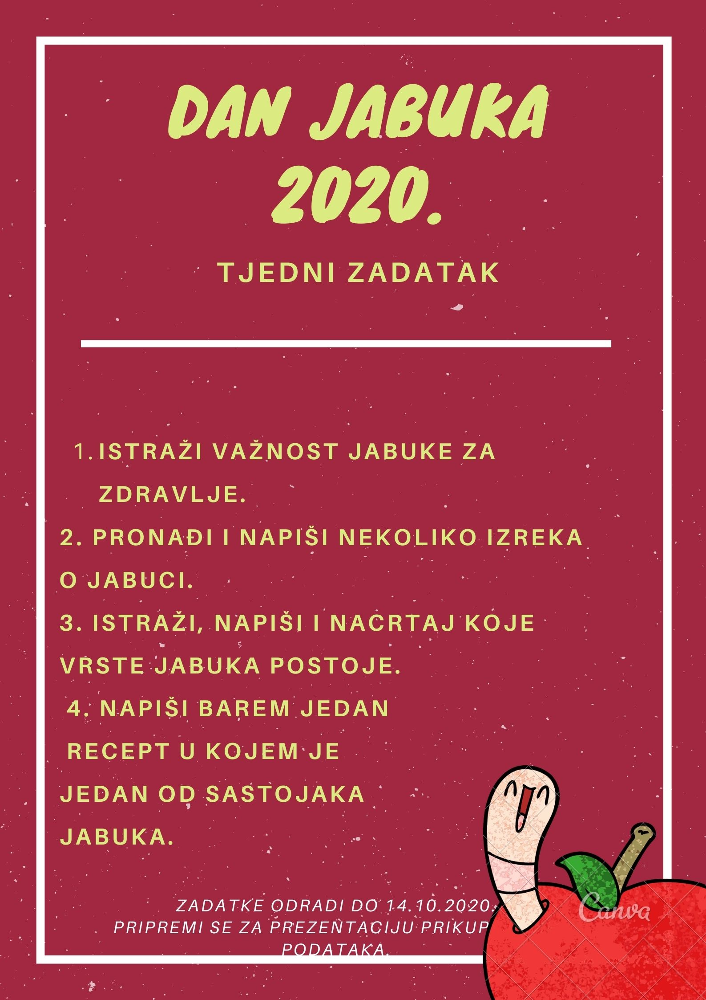 DAN JABUKA
2020.
TJEDNI ZADATAK
1. ISTRAŽI VAŽNOST JABUKE ZA
ZDRAVLJE.
2. PRONAĐI I NAPIŠI NEKOLIKO IZREKA
O JABUCI.
3. ISTRAŽI, NAPIŠI I NACRTAJ KOJE
VRSTE JABUKA POSTOJE.
4. NAPIŠI BAREM JEDAN
RECEPT U KOJEM JE
JEDAN OD SASTOJAKA
JABUKA.
ZADATKE ODRADI DO 14.10.2020.
PRIPREMI SE ZA PREZENTACIJU
PODATAKA.
Canva